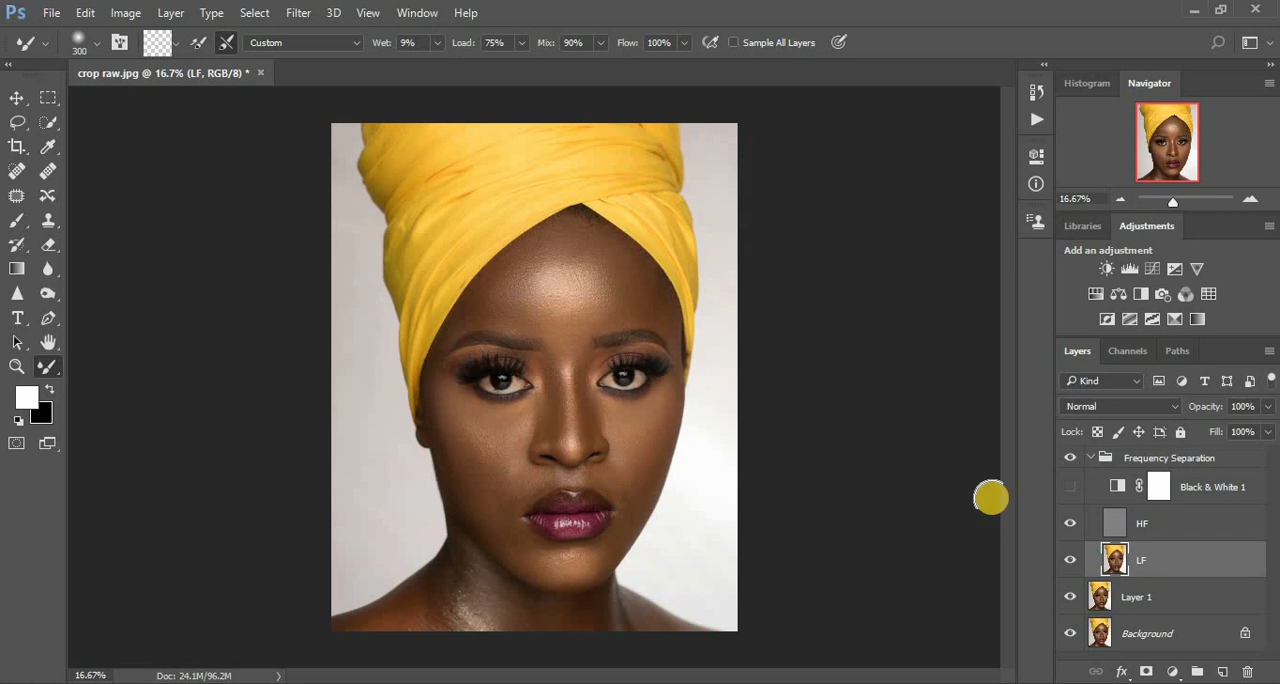 Ps File Edit Image Layer Type Select Filter 3D View Window Help
300 Custom Wet: 9% Load: 75% Mix: 90% Flow: 100% Sample All Layers
crop raw.jpg @ 16.7% (LF, RGB/8) * ×
Histogram Navigator
16.67%
Libraries Adjustments
Add an adjustment
Layers Channels Paths
Kind
Normal Opacity: 100%
Lock: Fill: 100%
Frequency Separation
Black & White 1
HF
LF
Layer 1
Background
16.67% Doc: 24.1M/96.2M